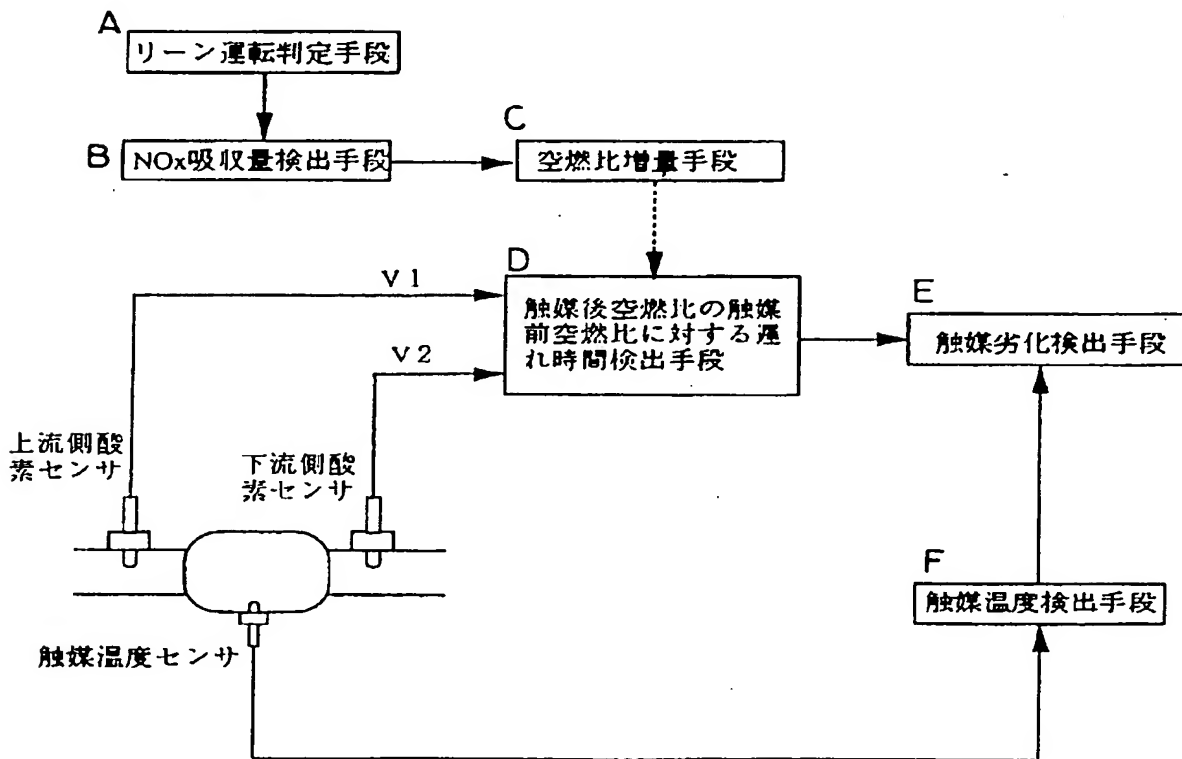 A
リーン運転判定手段
B
NOx吸収量検出手段
C
空燃比増量手段
D
触媒後空燃比の触媒
前空燃比に対する遅
れ時間検出手段
V1
V2
E
触媒劣化検出手段
上流側酸
素センサ
下流側酸
素センサ
F
触媒温度検出手段
触媒温度センサ